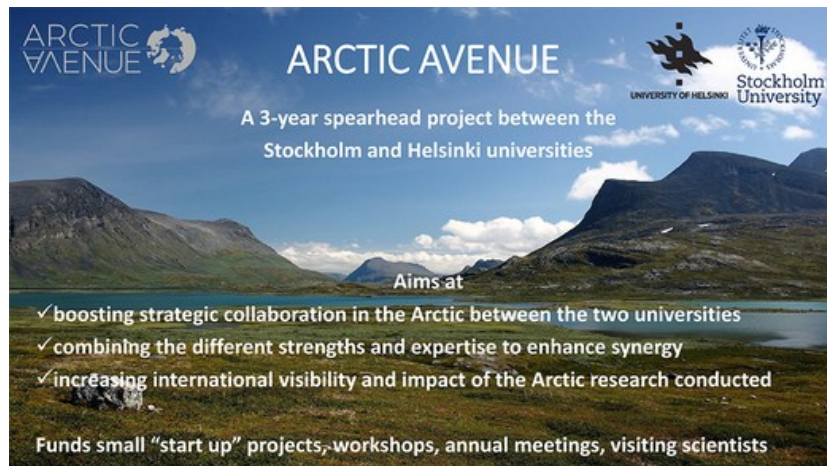 ARCTIC
AVENUE
ARCTIC AVENUE
UNIVERSITY OF HELSINKI
Stockholm
University
A 3-year spearhead project between the
Stockholm and Helsinki universities
Aims at
✓boosting strategic collaboration in the Arctic between the two universities
✓combining the different strengths and expertise to enhance synergy
✓increasing international visibility and impact of the Arctic research conducted
Funds small “start up” projects, workshops, annual meetings, visiting scientists